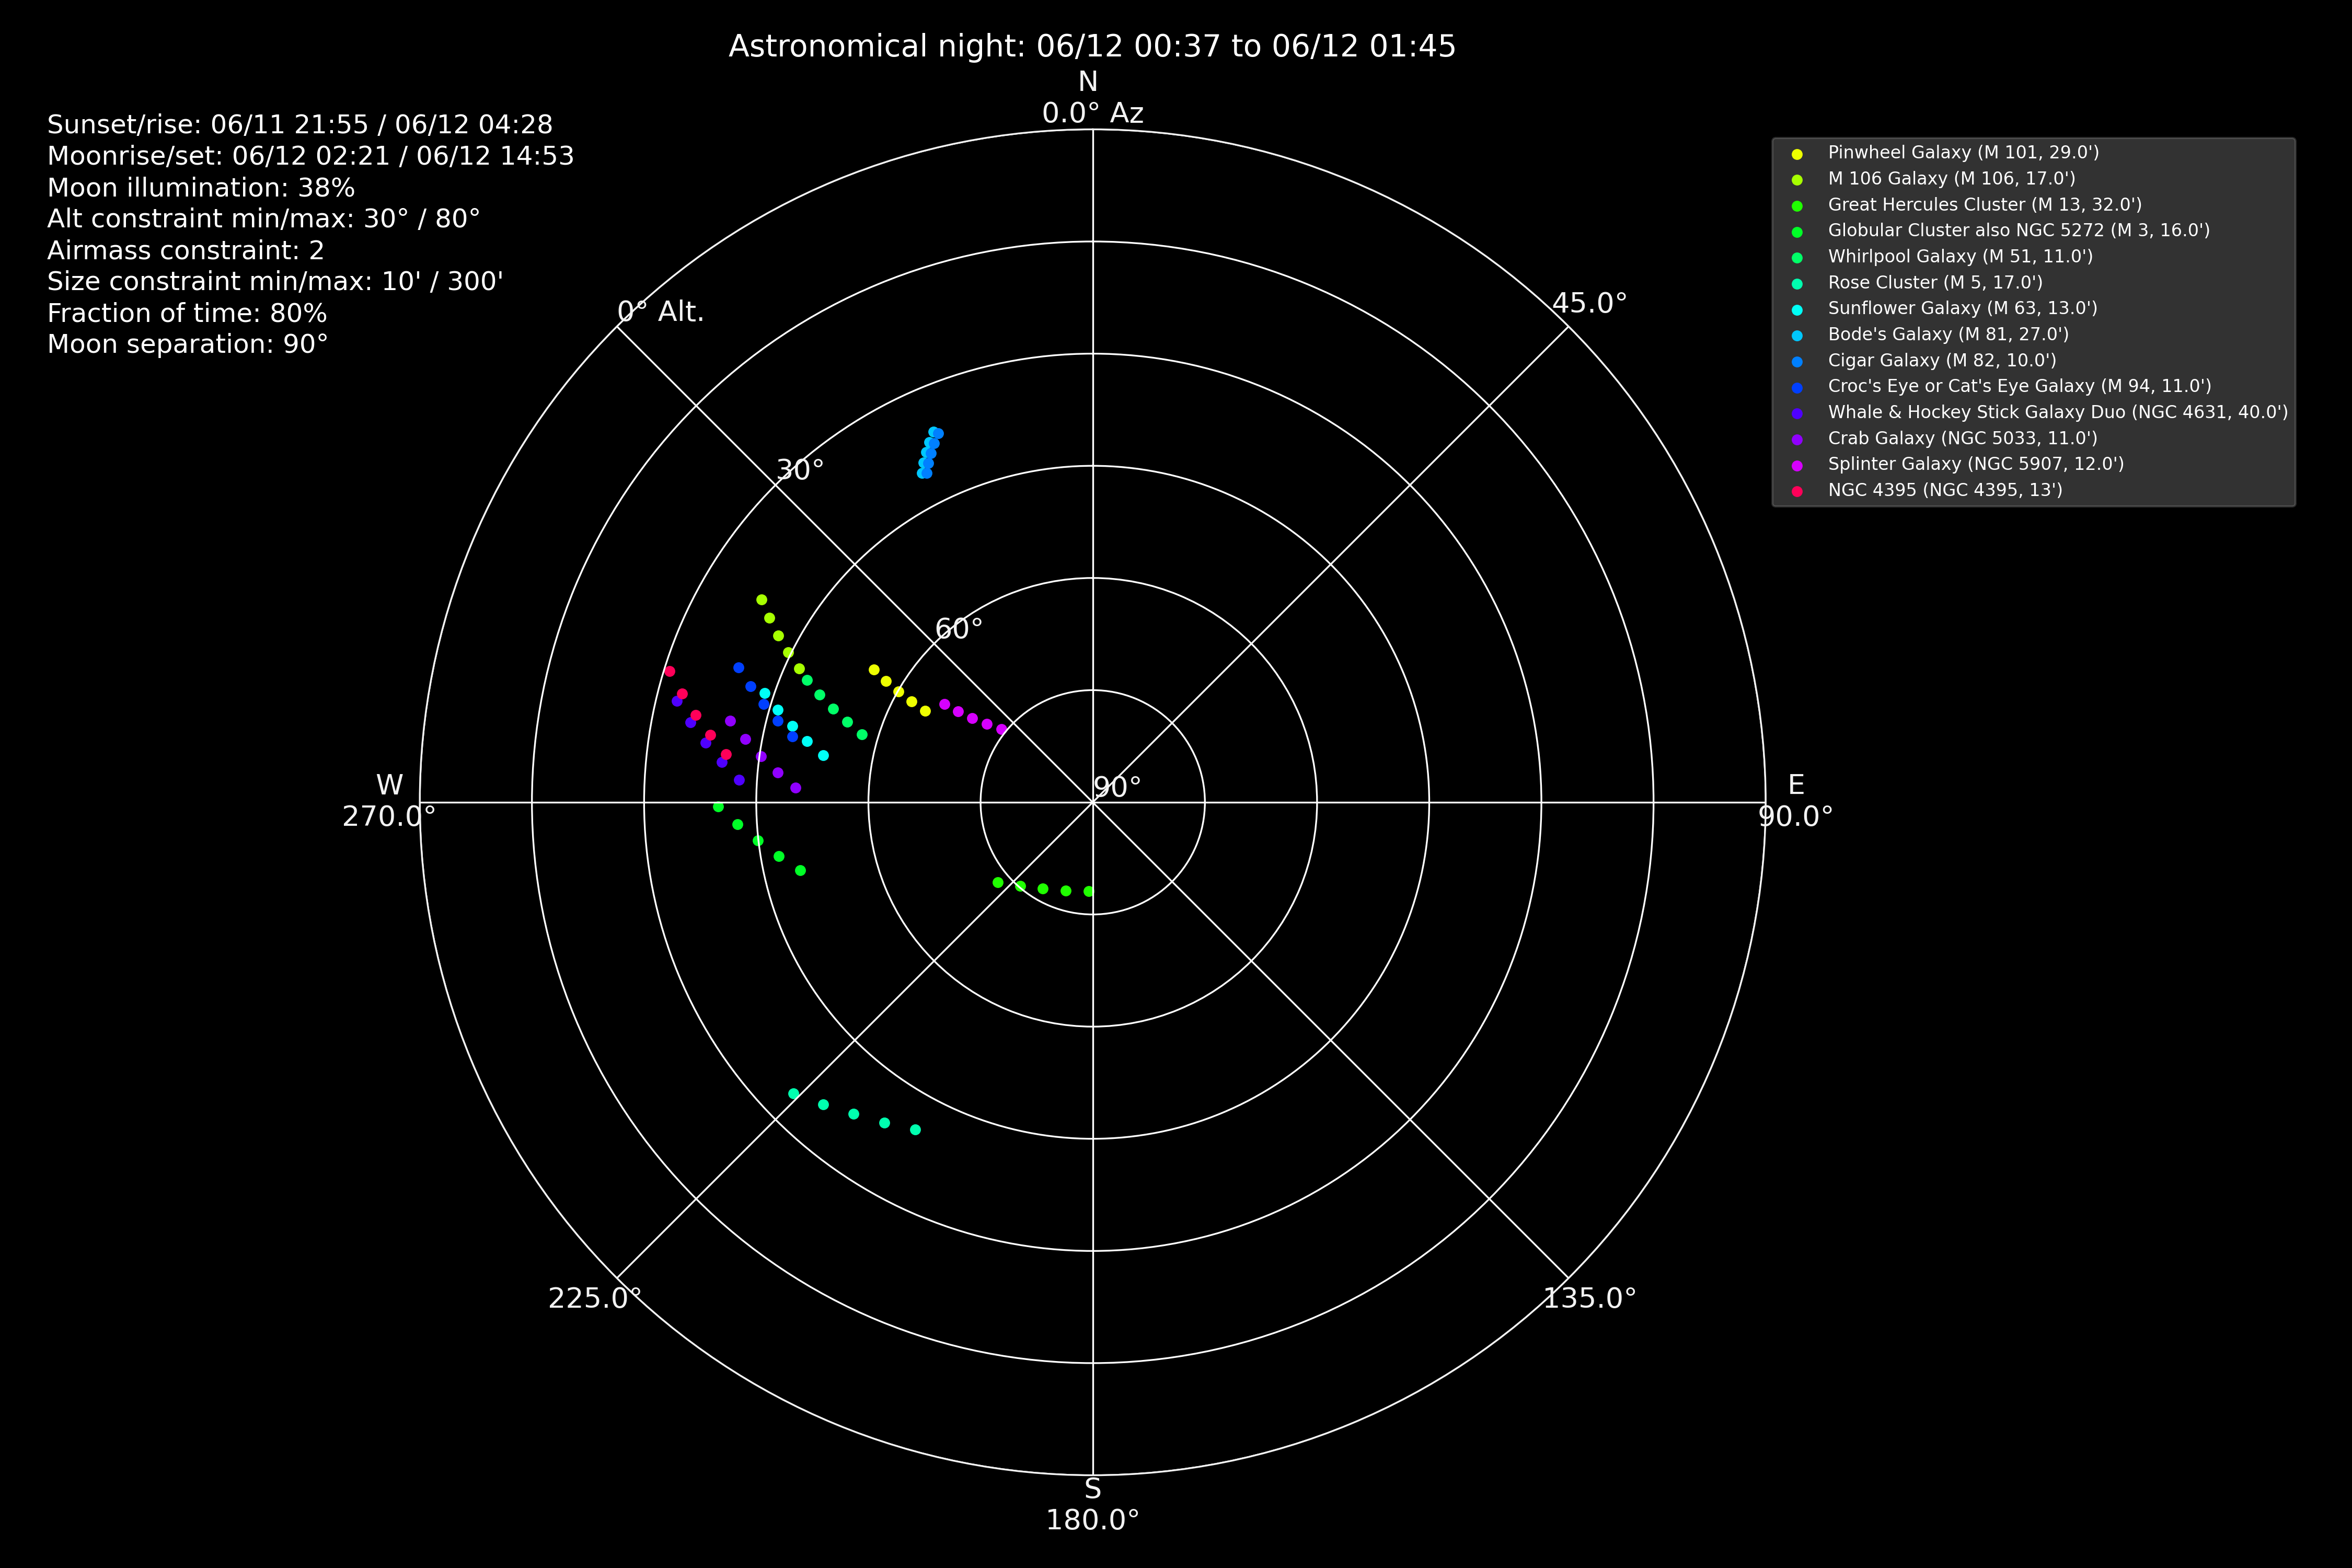 Astronomical night: 06/12 00:37 to 06/12 01:45
N
0.0° Az
Sunset/rise: 06/11 21:55 / 06/12 04:28
Moonrise/set: 06/12 02:21 / 06/12 14:53
Moon illumination: 38%
Alt constraint min/max: 30° / 80°
Airmass constraint: 2
Size constraint min/max: 10' / 300'
Fraction of time: 80%
Moon separation: 90°
Pinwheel Galaxy (M 101, 29.0')
M 106 Galaxy (M 106, 17.0')
Great Hercules Cluster (M 13, 32.0')
Globular Cluster also NGC 5272 (M 3, 16.0')
Whirlpool Galaxy (M 51, 11.0')
Rose Cluster (M 5, 17.0')
Sunflower Galaxy (M 63, 13.0')
Bode's Galaxy (M 81, 27.0')
Cigar Galaxy (M 82, 10.0')
Croc's Eye or Cat's Eye Galaxy (M 94, 11.0')
Whale & Hockey Stick Galaxy Duo (NGC 4631, 40.0')
Crab Galaxy (NGC 5033, 11.0')
Splinter Galaxy (NGC 5907, 12.0')
NGC 4395 (NGC 4395, 13')
0° Alt.
45.0°
30°
60°
90°
W
270.0°
E
90.0°
225.0°
135.0°
S
180.0°